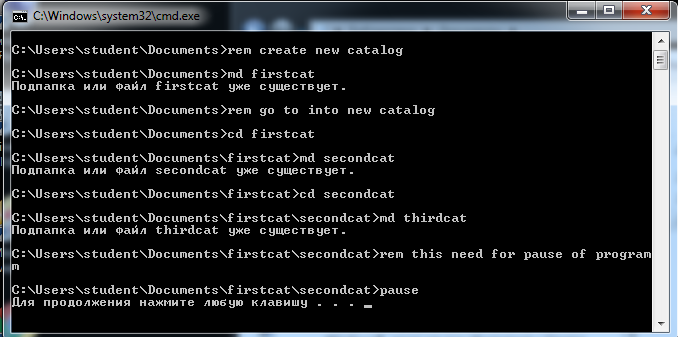 C:\Windows\system32\cmd.exe
C:\Users\student\Documents>rem create new catalog
C:\Users\student\Documents>md firstcat
Подпапка или файл firstcat уже существует.
C:\Users\student\Documents>rem go to into new catalog
C:\Users\student\Documents>cd firstcat
C:\Users\student\Documents\firstcat>md secondcat
Подпапка или файл secondcat уже существует.
C:\Users\student\Documents\firstcat>cd secondcat
C:\Users\student\Documents\firstcat\secondcat>md thirdcat
Подпапка или файл thirdcat уже существует.
C:\Users\student\Documents\firstcat\secondcat>rem this need for pause of program
m
C:\Users\student\Documents\firstcat\secondcat>pause
Для продолжения нажмите любую клавишу . . . _